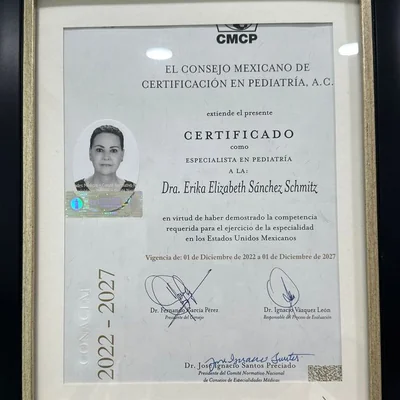 CMCP
EL CONSEJO MEXICANO DE
CERTIFICACIÓN EN PEDIATRÍA, A.C.
extiende el presente
CERTIFICADO
como
ESPECIALISTA EN PEDIATRÍA
A LA:
Dra. Erika Elizabeth Sánchez Schmitz
en virtud de haber demostrado la competencia
requerida para el ejercicio de la especialidad
en los Estados Unidos Mexicanos
Vigencia de: 01 de Diciembre de 2022 a 01 de Diciembre de 2027
CONACEM
2022 - 2027
Dr. Fernando García Pérez
Presidente del Consejo
Dr. Ignacio Vázquez León
Responsable del Proceso de Evaluación
Dr. José Ignacio Santos Preciado
Presidente del Comité Normativo Nacional
de Consejos de Especialidades Médicas